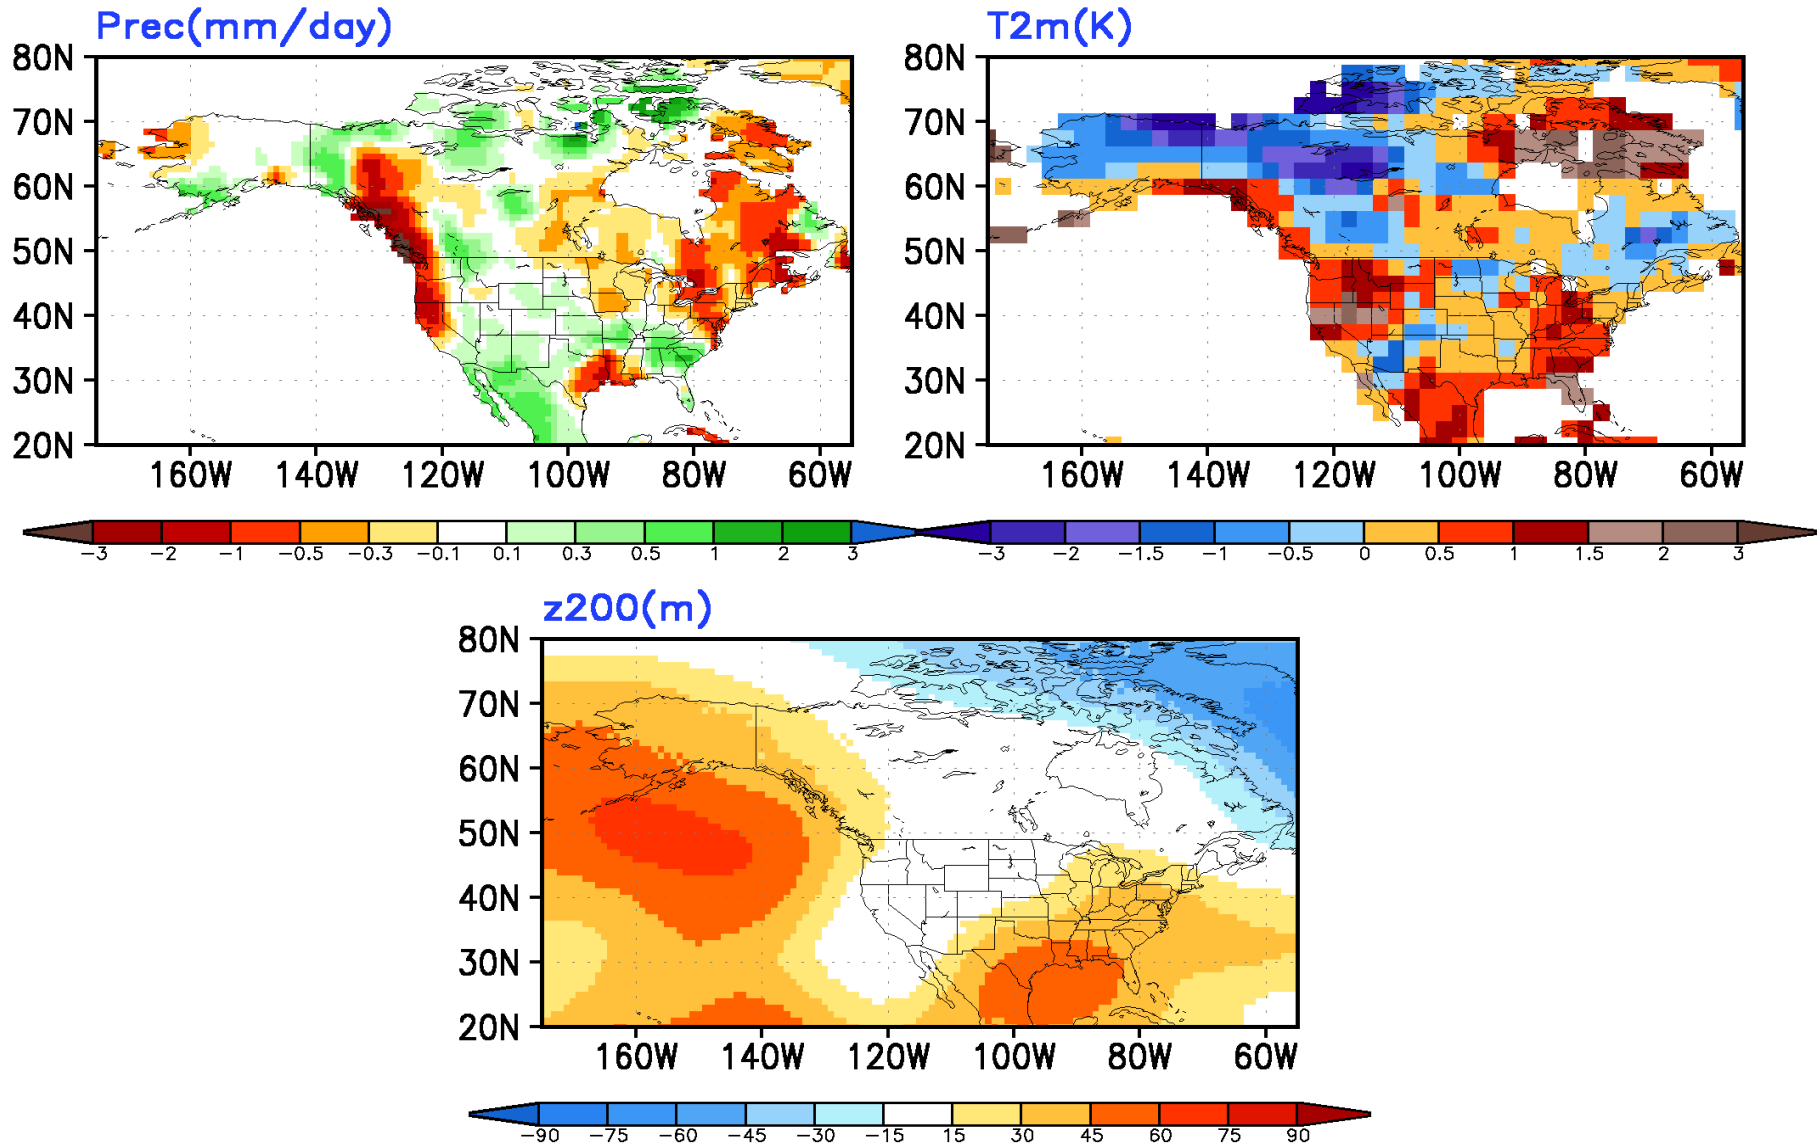 Prec(mm/day)
T2m(K)
80N
70N
60N
50N
40N
30N
20N
160W 140W 120W 100W 80W 60W
80N
70N
60N
50N
40N
30N
20N
160W 140W 120W 100W 80W 60W
-3 -2 -1 -0.5 -0.3 -0.1 0.1 0.3 0.5 1 2 3
-3 -2 -1.5 -1 -0.5 0 0.5 1 1.5 2 3
z200(m)
80N
70N
60N
50N
40N
30N
20N
160W 140W 120W 100W 80W 60W
-90 -75 -60 -45 -30 -15 15 30 45 60 75 90